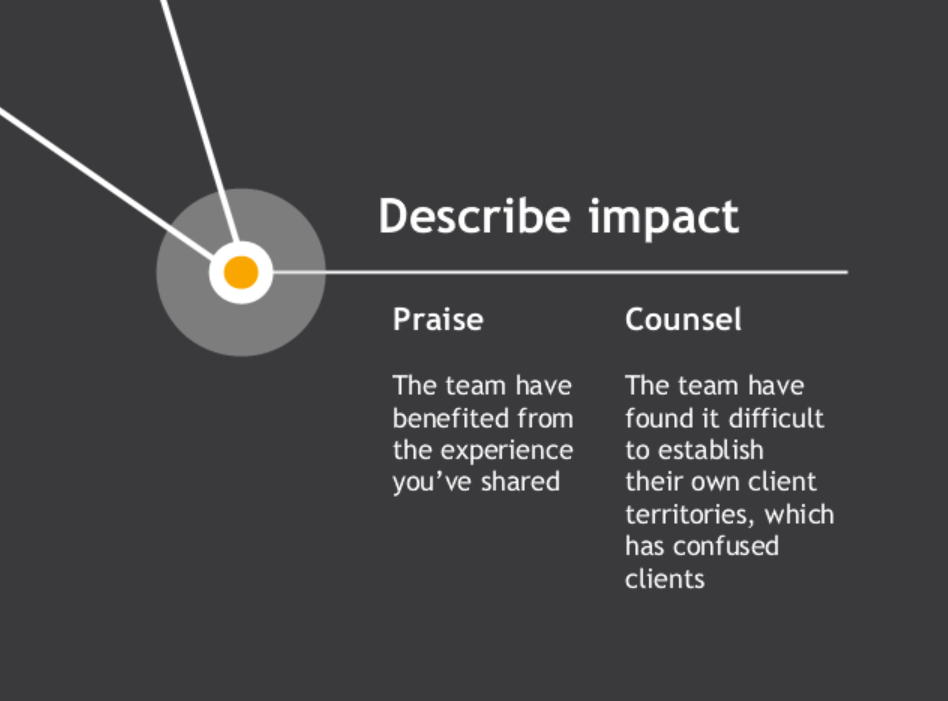 Describe impact
Praise
The team have
benefited from
the experience
you’ve shared
Counsel
The team have
found it difficult
to establish
their own client
territories, which
has confused
clients